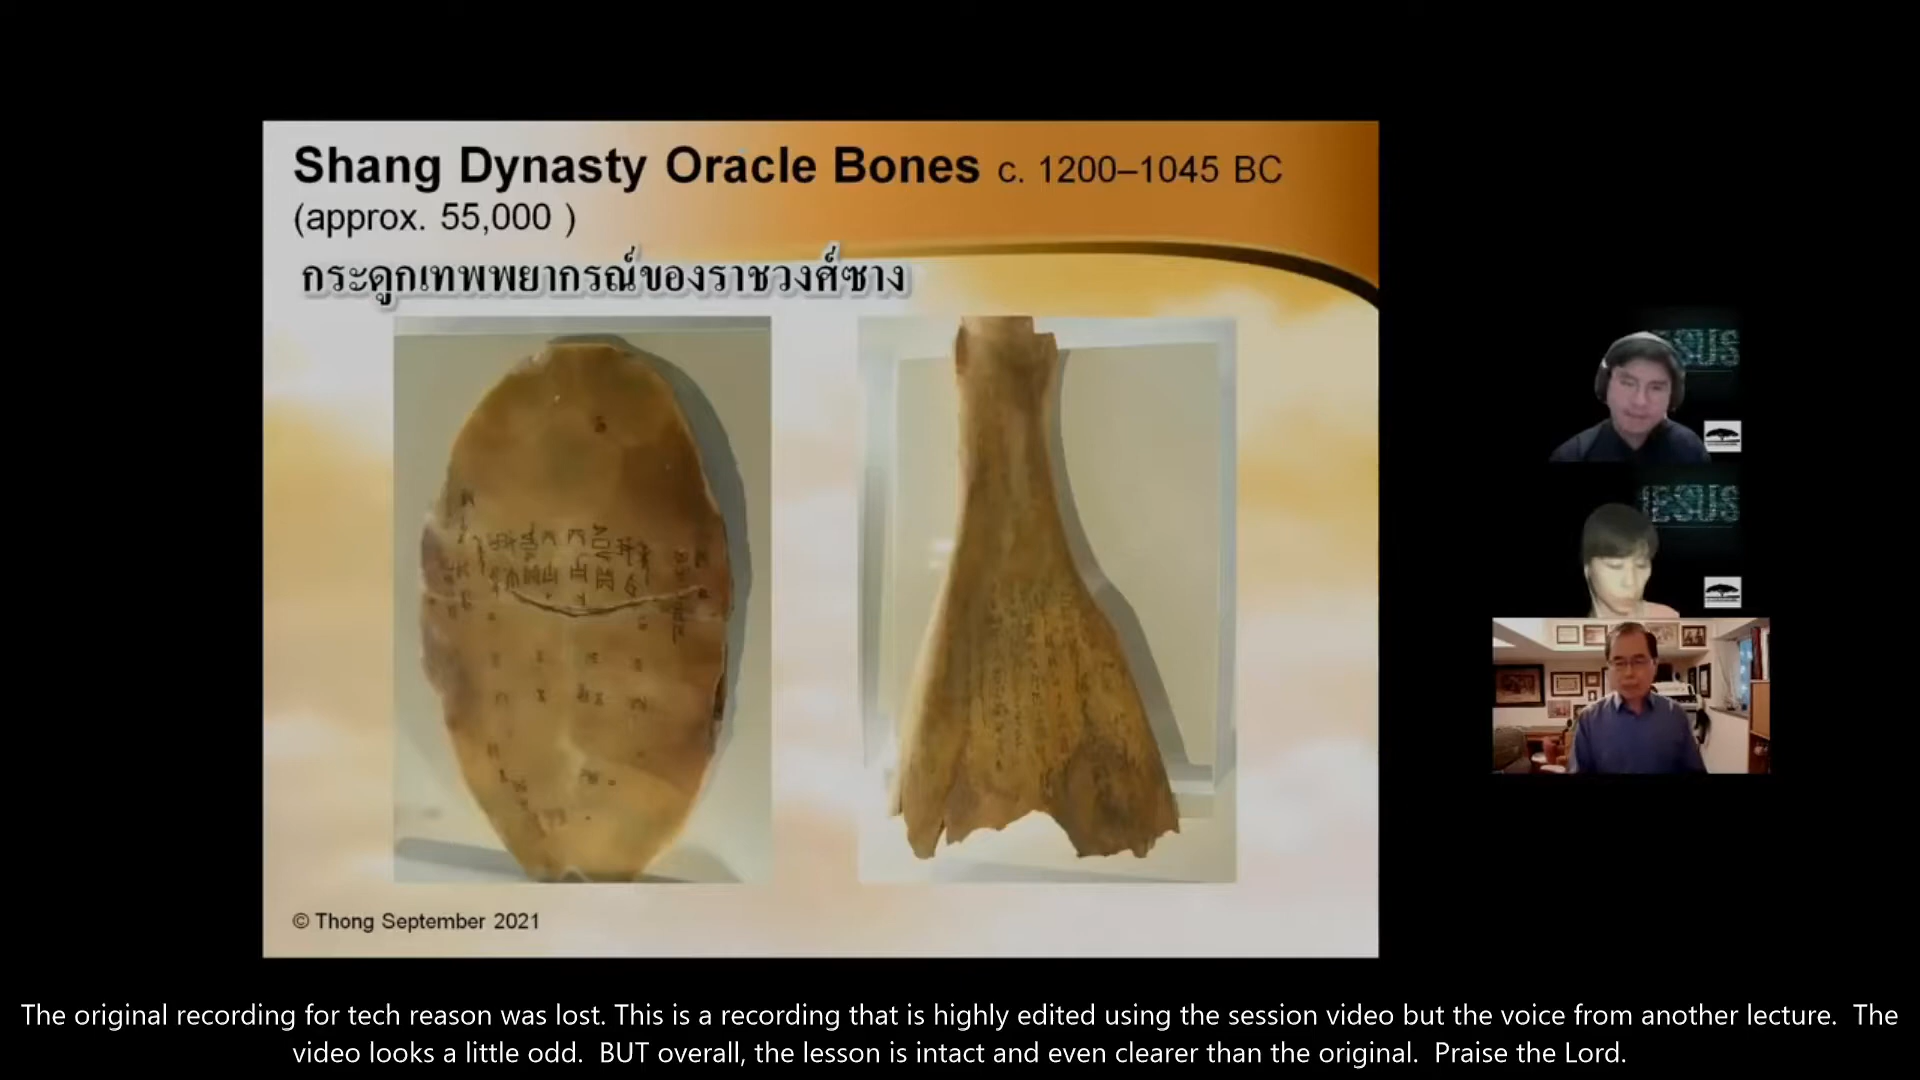 Shang Dynasty Oracle Bones c. 1200–1045 BC
(approx. 55,000 )
กระดูกเทพพยากรณ์ของราชวงศ์ซาง
© Thong September 2021
ESUS
JESUS
The original recording for tech reason was lost. This is a recording that is highly edited using the session video but the voice from another lecture. The
video looks a little odd. BUT overall, the lesson is intact and even clearer than the original. Praise the Lord.